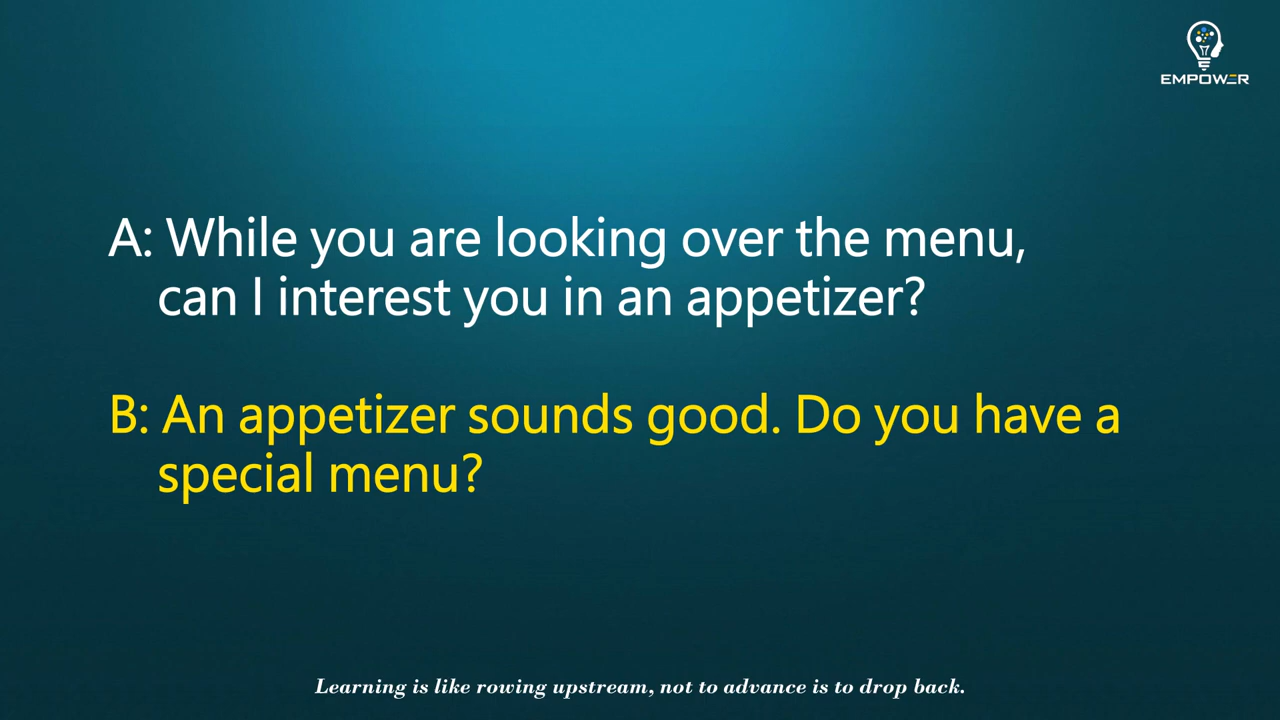 EMPOWER
A: While you are looking over the menu,
can I interest you in an appetizer?
B: An appetizer sounds good. Do you have a
special menu?
Learning is like rowing upstream, not to advance is to drop back.